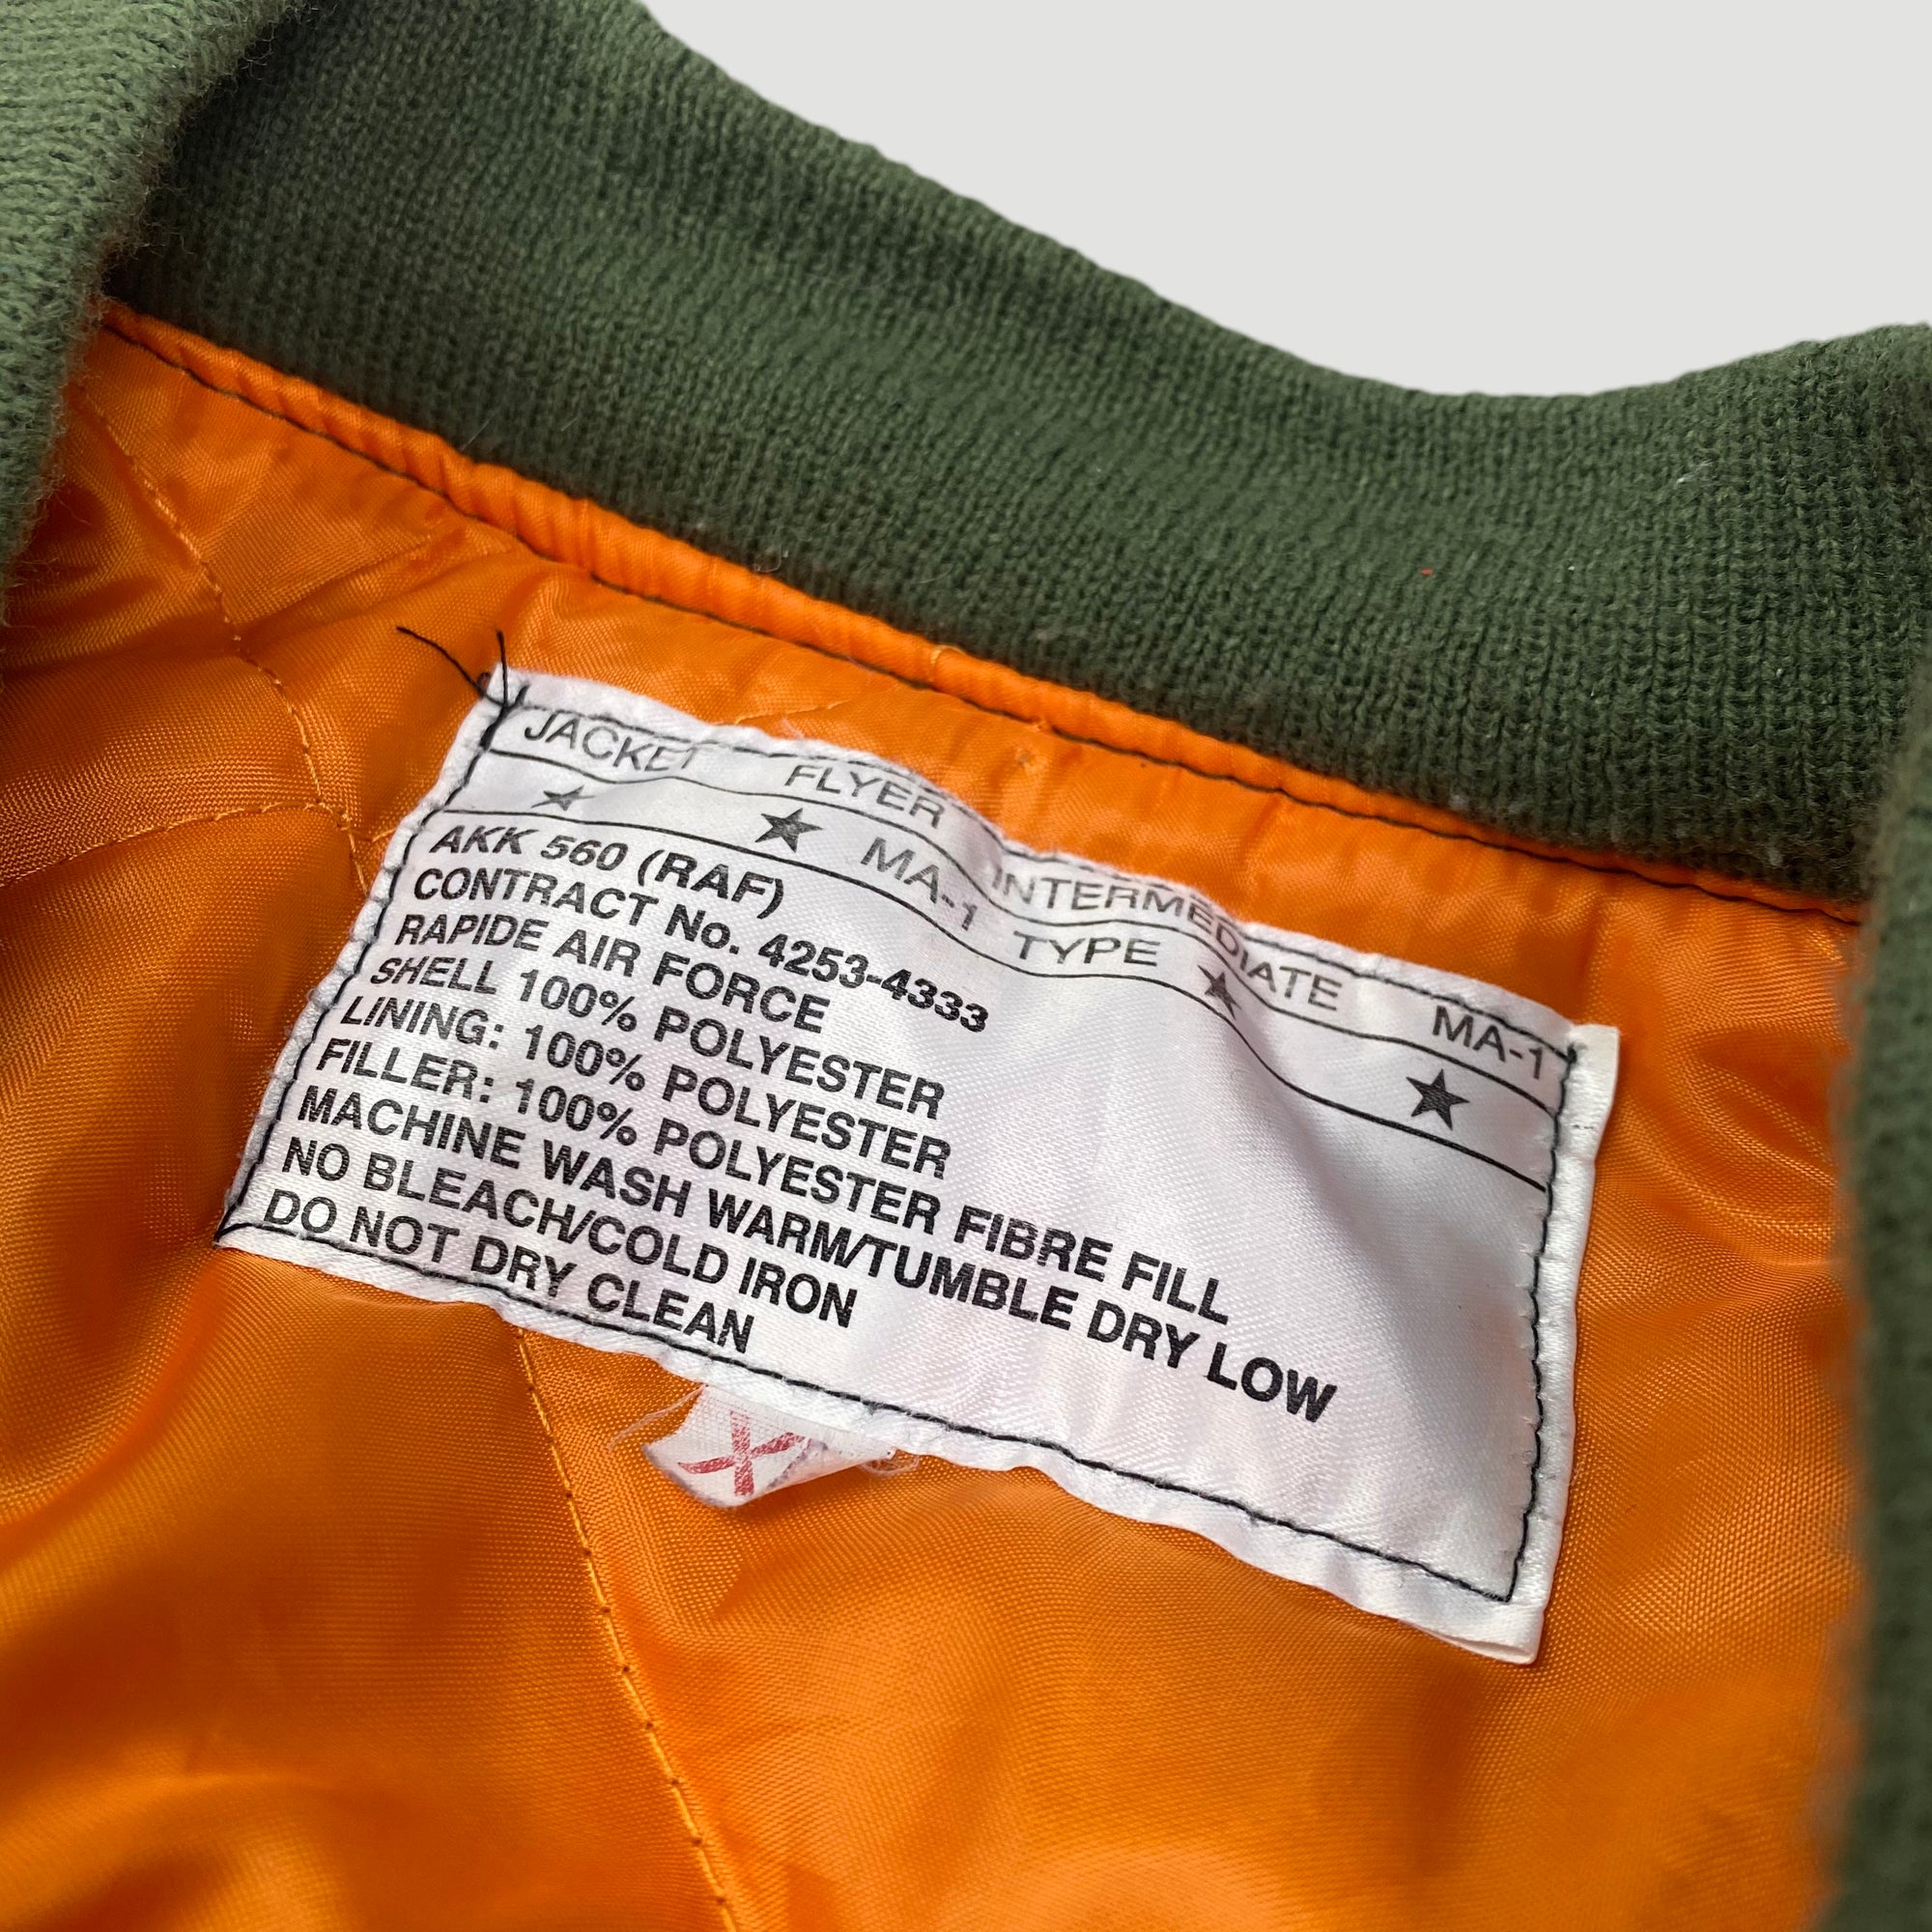 JACKET FLYER INTERMEDIATE MA-1
★ ★ MA-1 TYPE ★ ★
AKK 560 (RAF)
CONTRACT No. 4253-4333
RAPIDE AIR FORCE
SHELL 100% POLYESTER
LINING: 100% POLYESTER
FILLER: 100% POLYESTER FIBRE FILL
MACHINE WASH WARM/TUMBLE DRY LOW
NO BLEACH/COLD IRON
DO NOT DRY CLEAN
X